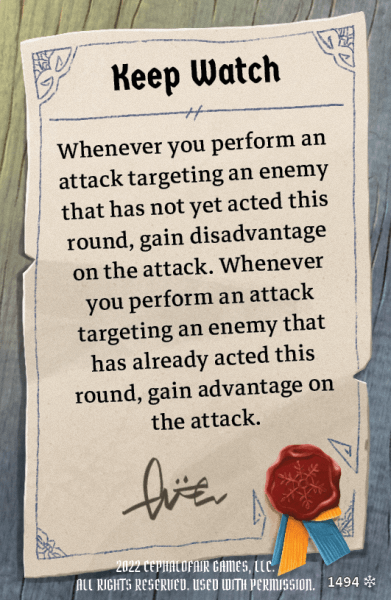 Keep Watch
Whenever you perform an
attack targeting an enemy
that has not yet acted this
round, gain disadvantage
on the attack. Whenever
you perform an attack
targeting an enemy that
has already acted this
round, gain advantage on
the attack.
2022 CEPHALOFAIR GAMES, LLC.
ALL RIGHTS RESERVED. USED WITH PERMISSION.
1494